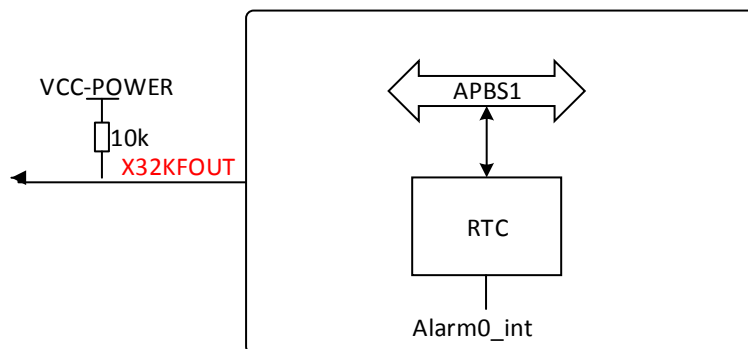 APBS1
VCC-POWER
10k
X32KFOUT
RTC
Alarm0_int